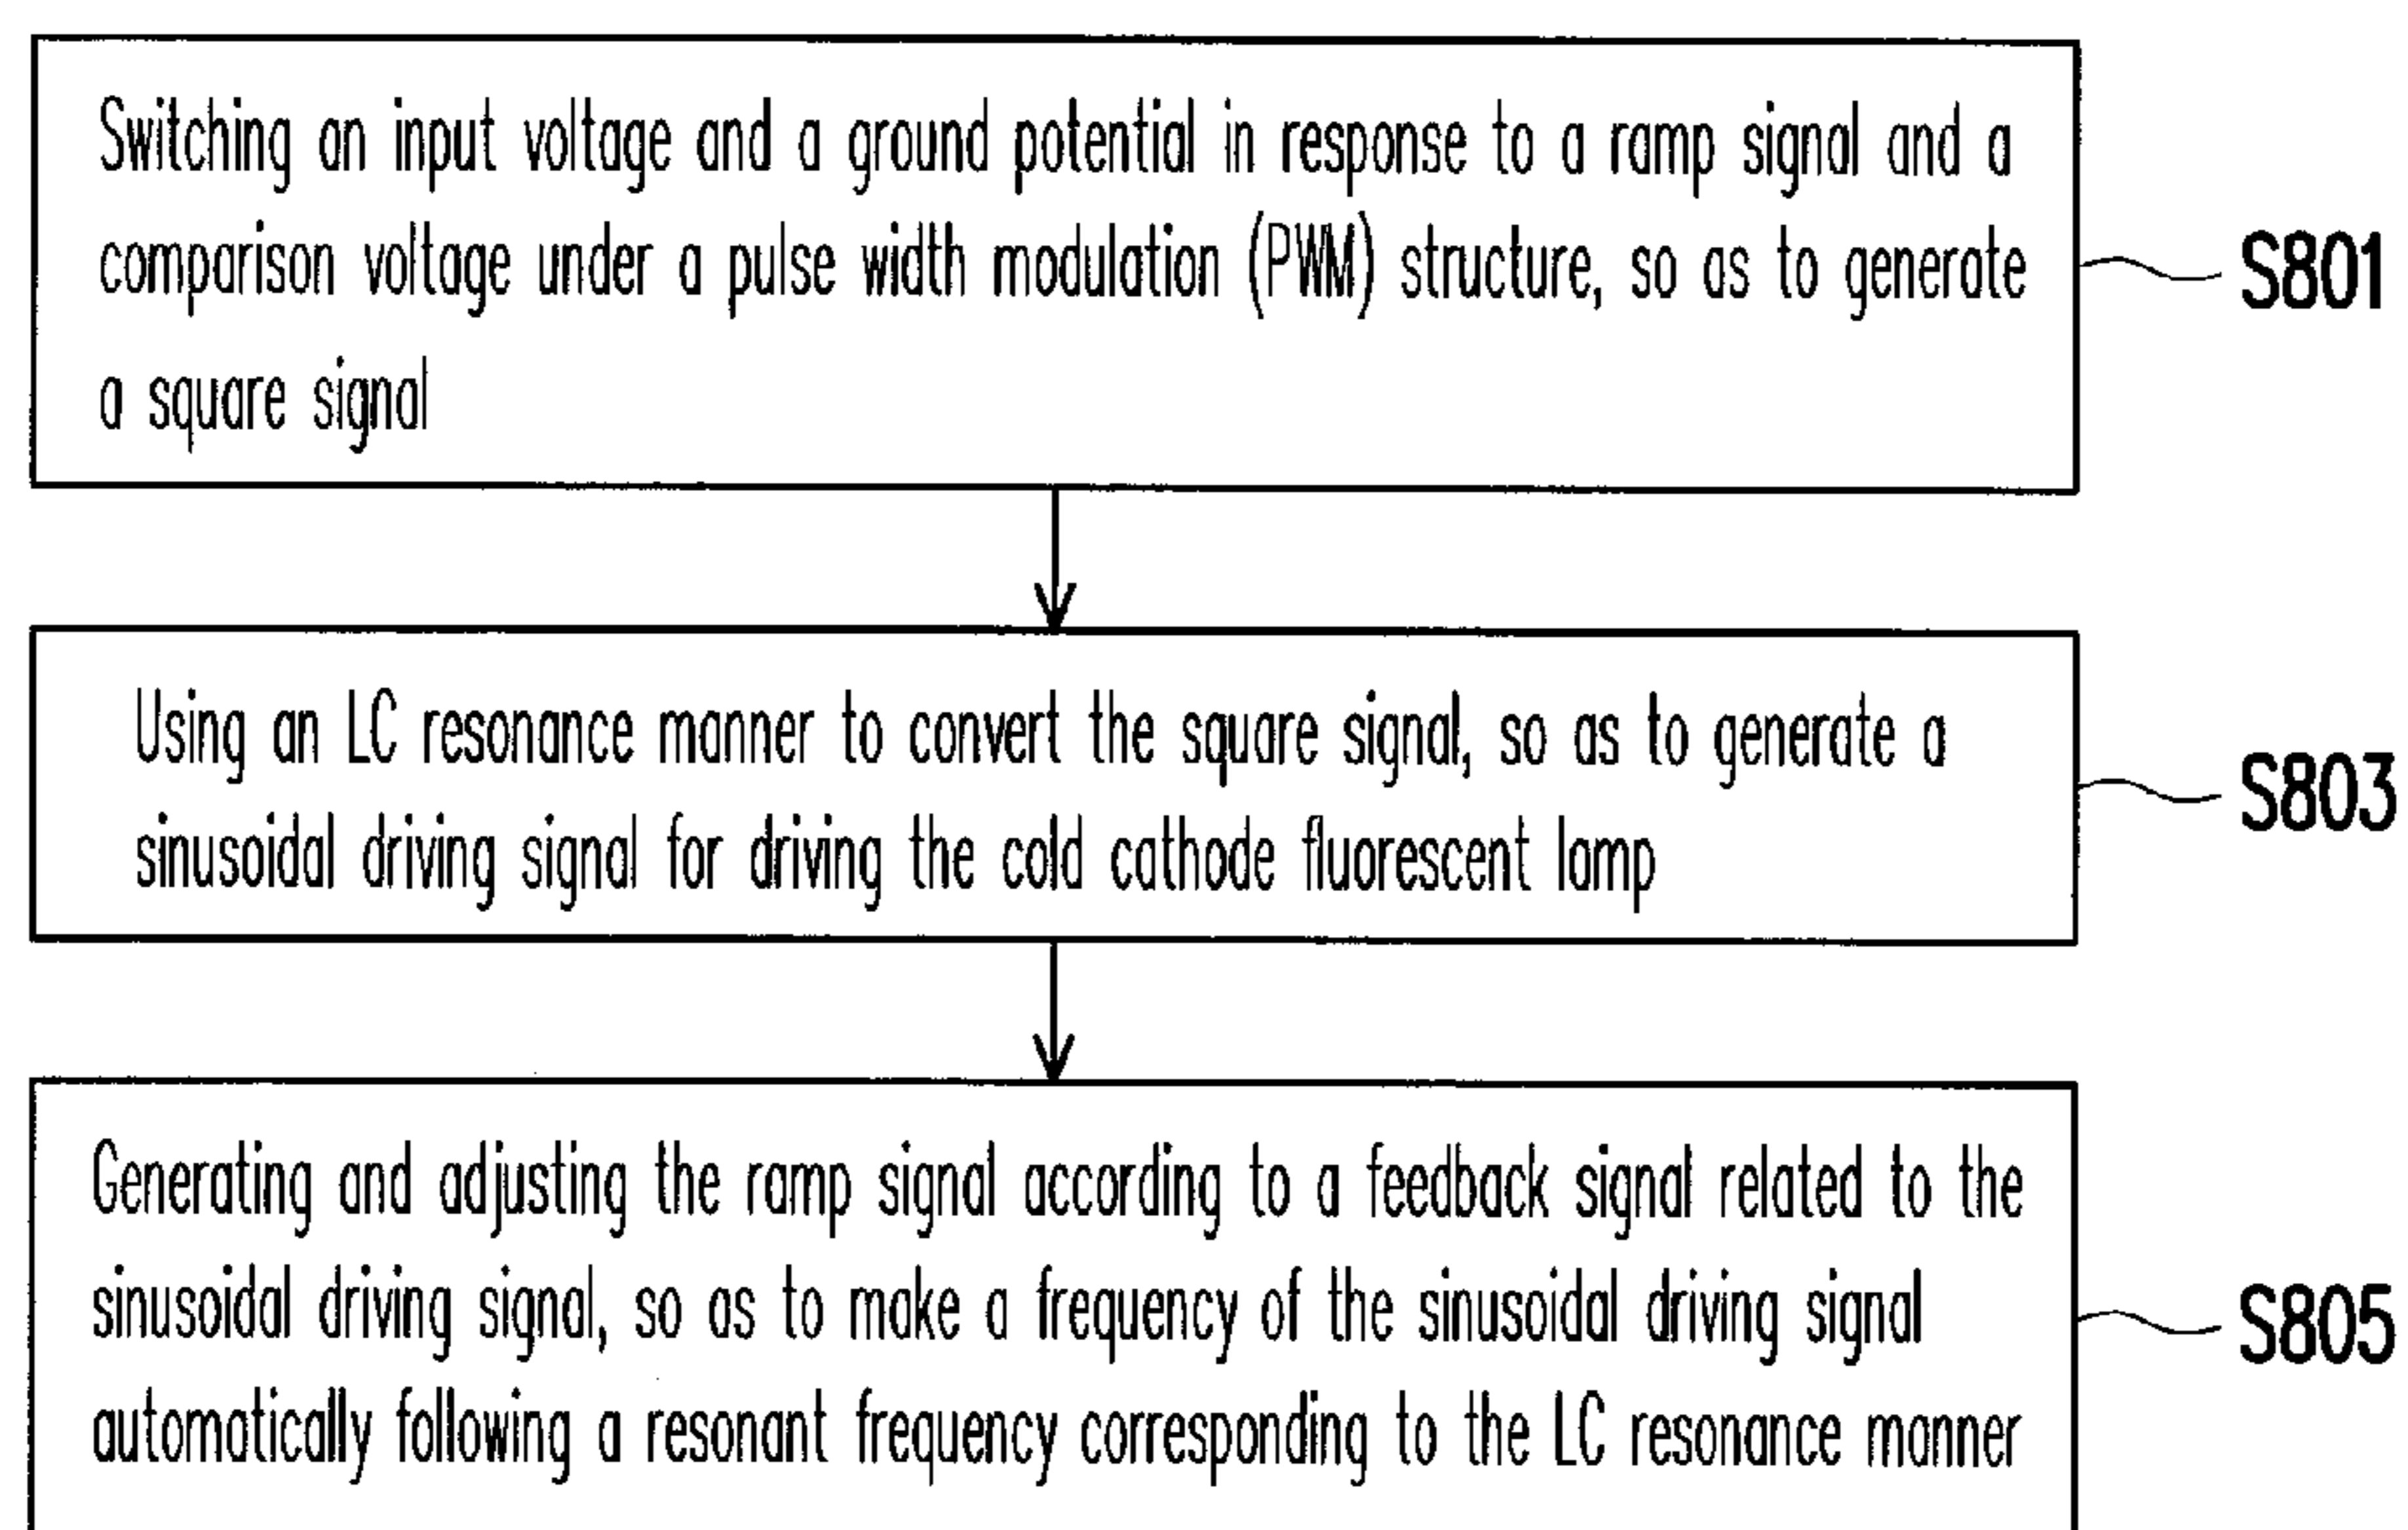 Switching an input voltage and a ground potential in response to a ramp signal and a
comparison voltage under a pulse width modulation (PWM) structure, so as to generate
a square signal
S801
Using an LC resonance manner to convert the square signal, so as to generate a
sinusoidal driving signal for driving the cold cathode fluorescent lamp
S803
Generating and adjusting the ramp signal according to a feedback signal related to the
sinusoidal driving signal, so as to make a frequency of the sinusoidal driving signal
automatically following a resonant frequency corresponding to the LC resonance manner
S805